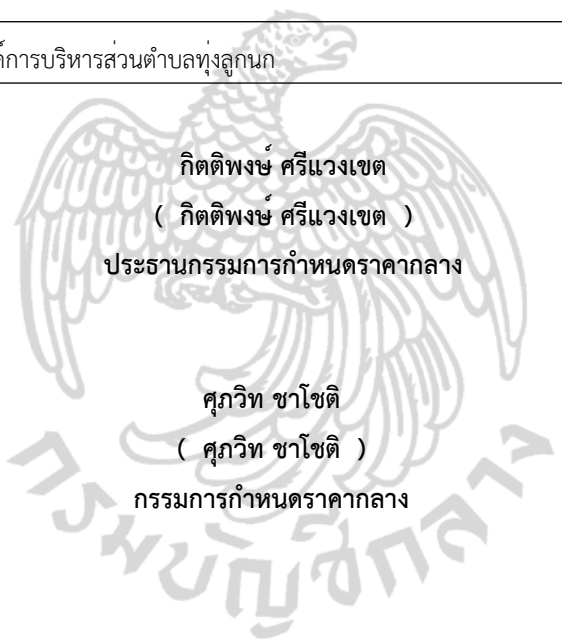 การบริหารส่วนตำบลทุ่งลูกนก
กิตติพงษ์ ศรีแวงเขต
( กิตติพงษ์ ศรีแวงเขต )
ประธานกรรมการกำหนดราคากลาง
ศุภวิท ชาโชติ
( ศุภวิท ชาโชติ )
กรรมการกำหนดราคากลาง
กรมบัญชีกลาง